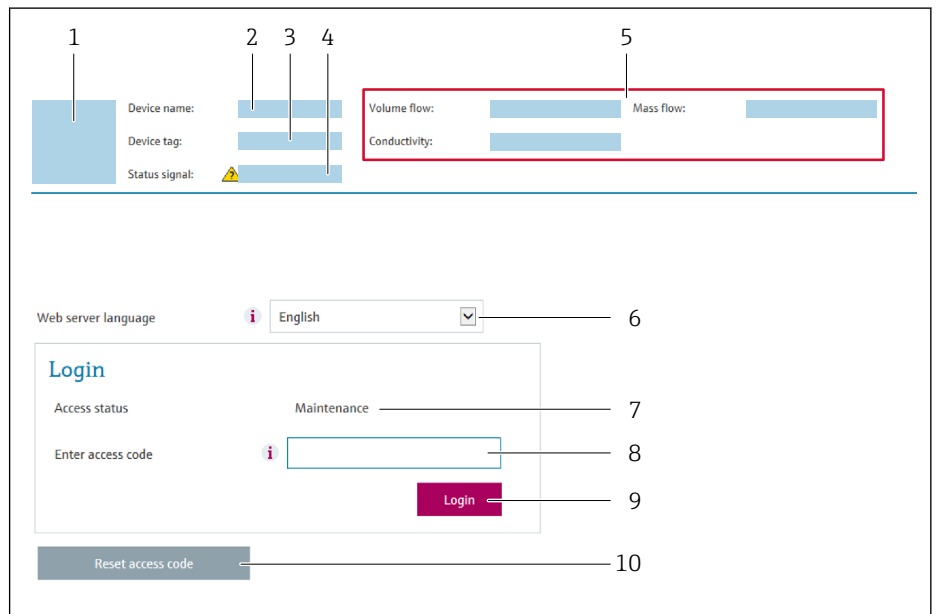 1 2 3 4 5
Device name: Volume flow: Mass flow:
Device tag: Conductivity:
Status signal: ?
Web server language i English 6
Login
Access status Maintenance 7
Enter access code i 8
Login 9
Reset access code 10